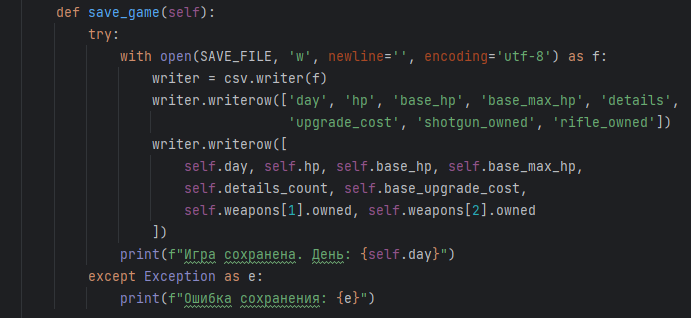 def save_game(self):
try:
with open(SAVE_FILE, 'w', newline='', encoding='utf-8') as f:
writer = csv.writer(f)
writer.writerow(['day', 'hp', 'base_hp', 'base_max_hp', 'details',
'upgrade_cost', 'shotgun_owned', 'rifle_owned'])
writer.writerow([
self.day, self.hp, self.base_hp, self.base_max_hp,
self.details_count, self.base_upgrade_cost,
self.weapons[1].owned, self.weapons[2].owned
])
print(f"Игра сохранена. День: {self.day}")
except Exception as e:
print(f"Ошибка сохранения: {e}")